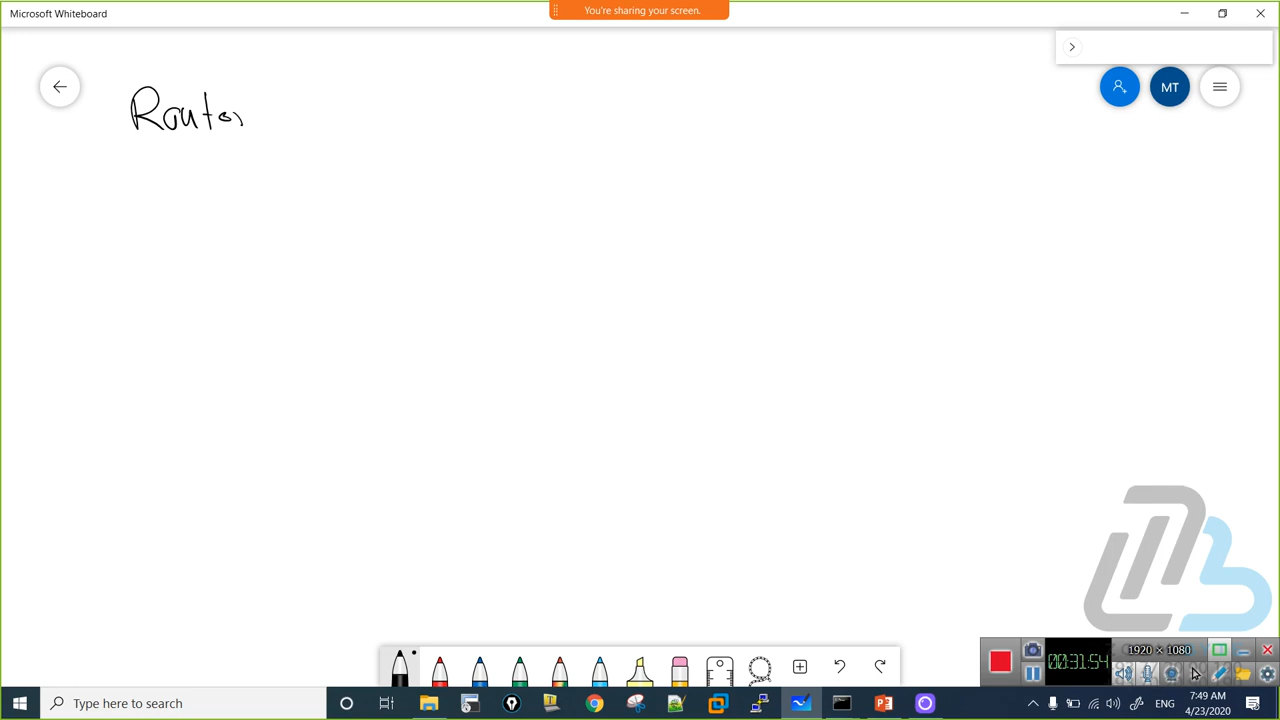 Microsoft Whiteboard
You're sharing your screen.
MT
Router
00:31:54
1920 × 1080
Type here to search
ENG
7:49 AM
4/23/2020